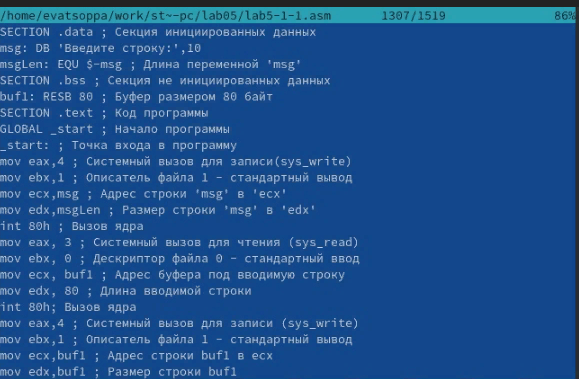 /home/evatsoppa/work/st~-pc/lab05/lab5-1-1.asm 1307/1519 86%
SECTION .data ; Секция инициированных данных
msg: DB 'Введите строку:',10
msgLen: EQU $-msg ; Длина переменной 'msg'
SECTION .bss ; Секция не инициированных данных
buf1: RESB 80 ; Буфер размером 80 байт
SECTION .text ; Код программы
GLOBAL _start ; Начало программы
_start: ; Точка входа в программу
mov eax,4 ; Системный вызов для записи(sys_write)
mov ebx,1 ; Описатель файла 1 - стандартный вывод
mov ecx,msg ; Адрес строки 'msg' в 'ecx'
mov edx,msgLen ; Размер строки 'msg' в 'edx'
int 80h ; Вызов ядра
mov eax, 3 ; Системный вызов для чтения (sys_read)
mov ebx, 0 ; Дескриптор файла 0 - стандартный ввод
mov ecx, buf1 ; Адрес буфера под вводимую строку
mov edx, 80 ; Длина вводимой строки
int 80h; Вызов ядра
mov eax,4 ; Системный вызов для записи (sys_write)
mov ebx,1 ; Описатель файла 1 - стандартный вывод
mov ecx,buf1 ; Адрес строки buf1 в ecx
mov edx,buf1 ; Размер строки buf1